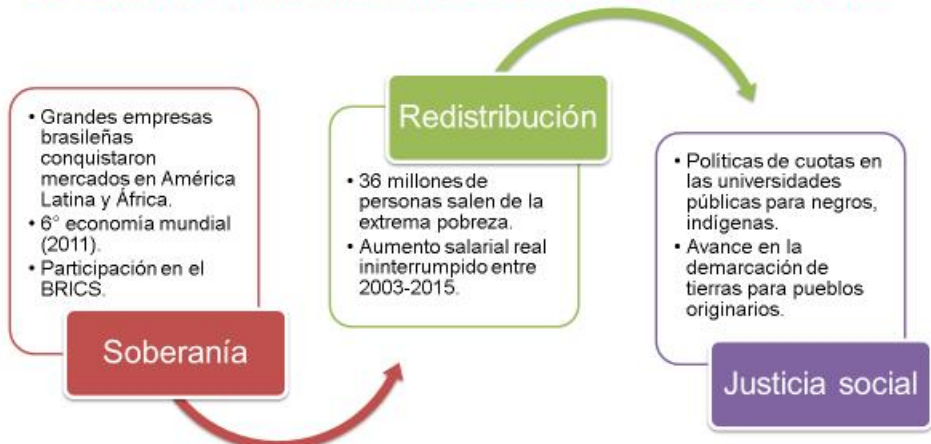 • Grandes empresas
brasileñas
conquistaron
mercados en América
Latina y África.
• 6° economía mundial
(2011).
• Participación en el
BRICS.
Soberanía
Redistribución
• 36 millones de
personas salen de la
extrema pobreza.
• Aumento salarial real
ininterrumpido entre
2003-2015.
• Políticas de cuotas en
las universidades
públicas para negros,
indígenas.
• Avance en la
demarcación de
tierras para pueblos
originarios.
Justicia social